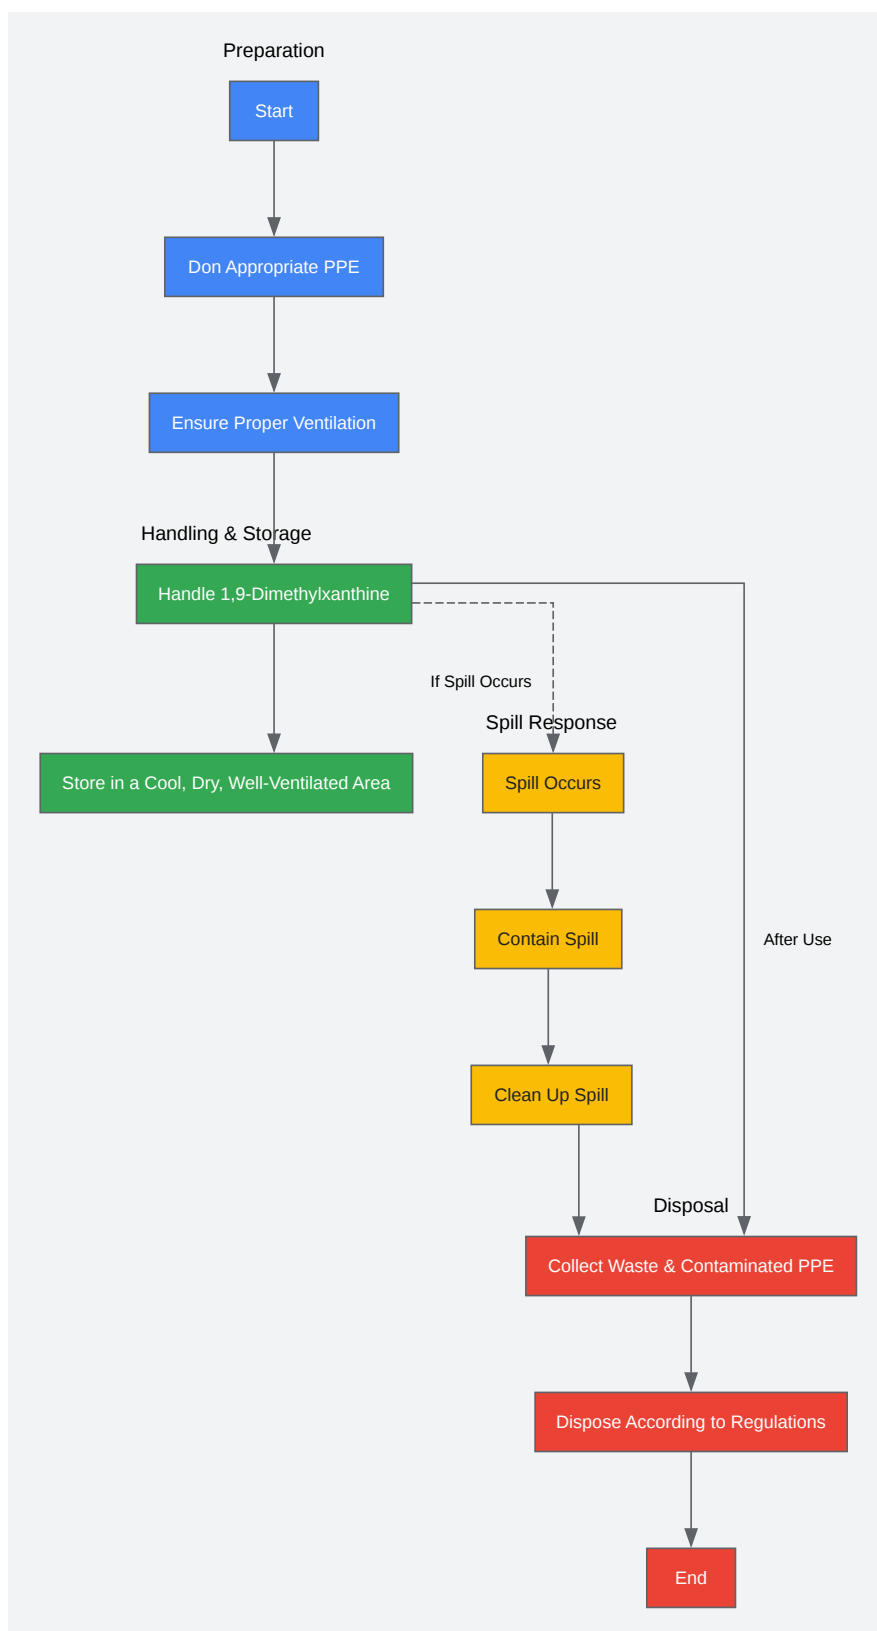 Preparation
Start
Don Appropriate PPE
Ensure Proper Ventilation
Handling & Storage
Handle 1,9-Dimethylxanthine
If Spill Occurs
Spill Response
Store in a Cool, Dry, Well-Ventilated Area
Spill Occurs
Contain Spill
After Use
Clean Up Spill
Disposal
Collect Waste & Contaminated PPE
Dispose According to Regulations
End